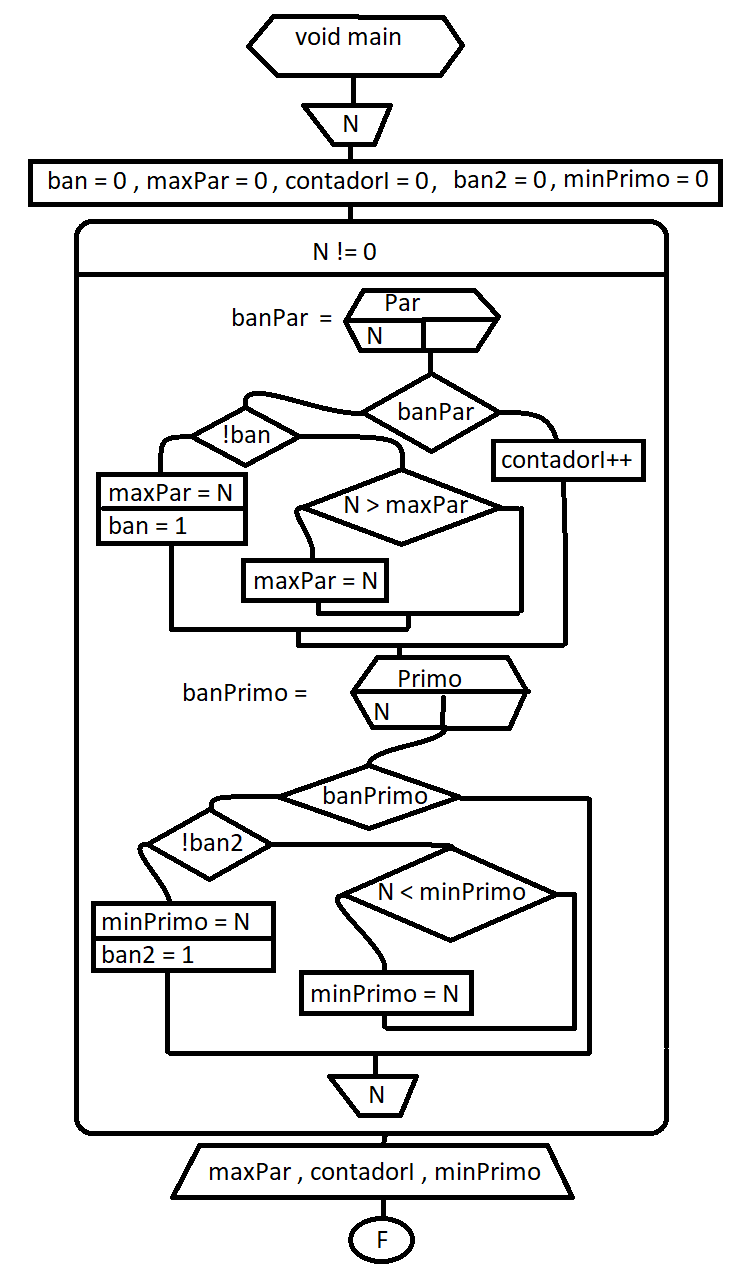 void main
N
ban = 0 , maxPar = 0, contadorI = 0, ban2 = 0, minPrimo = 0
N != 0
banPar =
Par
N
banPar
!ban
contadorI++
maxPar = N
ban = 1
N > maxPar
maxPar = N
banPrimo =
Primo
N
banPrimo
!ban2
N < minPrimo
minPrimo = N
ban2 = 1
minPrimo = N
N
maxPar , contadorI , minPrimo
F